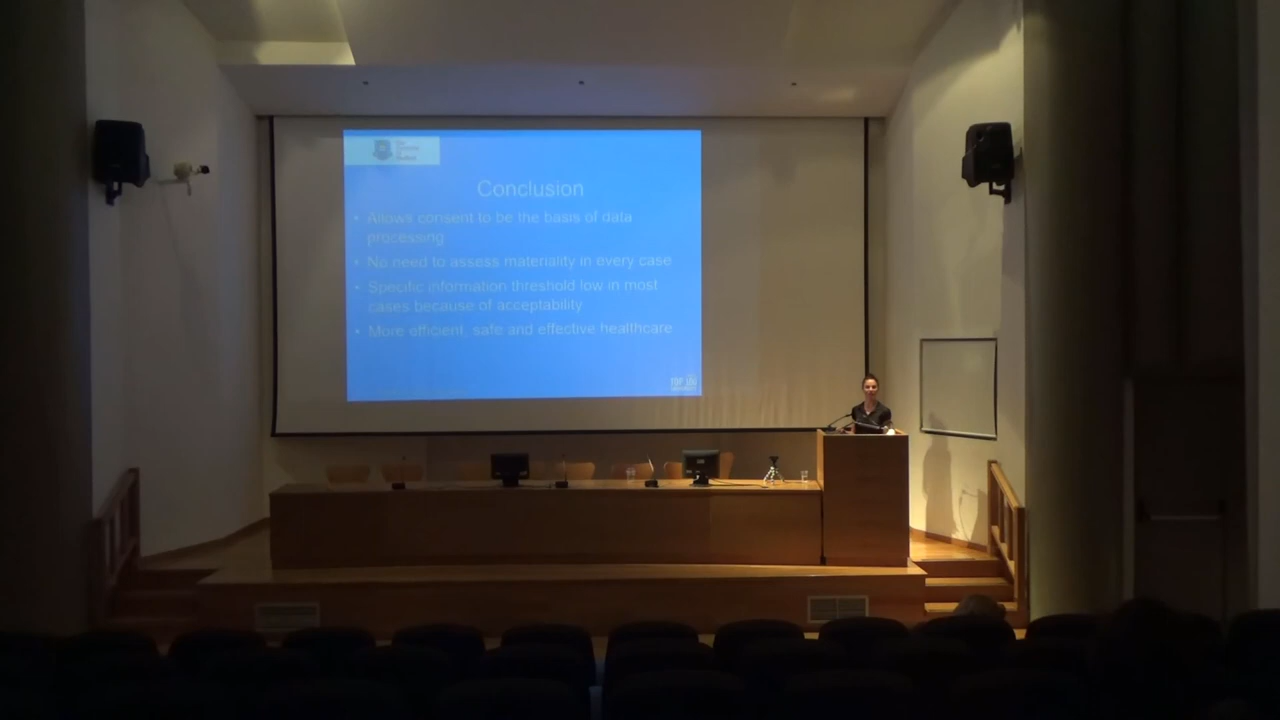 Conclusion
• Allows consent to be the basis of data
processing
• No need to assess materiality in every case
• Specific information threshold low in most
cases because of acceptability
• More efficient, safe and effective healthcare